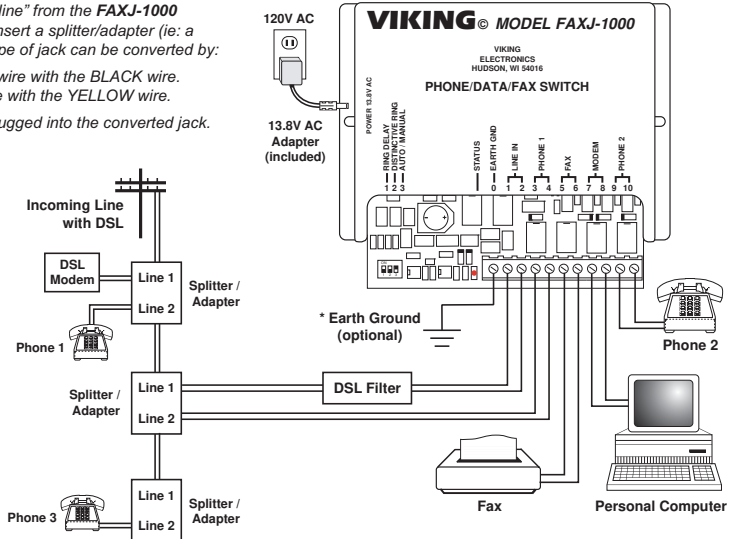 line" from the FAXJ-1000
nsert a splitter/adapter (ie: a
pe of jack can be converted by:
wire with the BLACK wire.
e with the YELLOW wire.
ugged into the converted jack.
120V AC
13.8V AC
Adapter
(included)
VIKING© MODEL FAXJ-1000
VIKING
ELECTRONICS
HUDSON, WI 54016
PHONE/DATA/FAX SWITCH
POWER 13.8V AC
RING DELAY
DISTINCTIVE RING
AUTO / MANUAL
1 2 3
STATUS
EARTH GND
LINE IN
PHONE 1
FAX
MODEM
PHONE 2
0 1 2 3 4 5 6 7 8 9 10
Incoming Line
with DSL
DSL
Modem
Line 1
Line 2
Splitter /
Adapter
Phone 1
* Earth Ground
(optional)
Phone 2
Splitter /
Adapter
Line 1
Line 2
DSL Filter
Fax
Personal Computer
Phone 3
Line 1
Line 2
Splitter /
Adapter